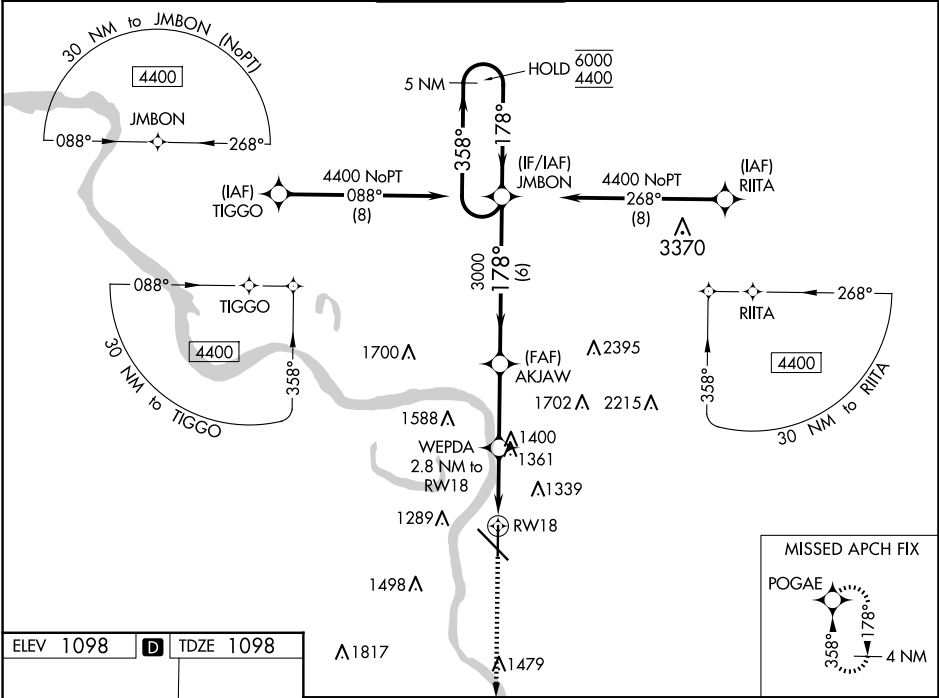 30 NM to JMBON (NoPT)
4400
JMBON
088°
268°
HOLD 6000
4400
5 NM
358°
178°
(IF/IAF)
JMBON
(IAF)
TIGGO
4400 NoPT
088°
(8)
4400 NoPT
268°
(8)
(IAF)
RIITA
3370
3000
178°
(6)
088°
TIGGO
4400
358°
30 NM to TIGGO
268°
RIITA
4400
358°
30 NM to RIITA
1700
(FAF)
AKJAW
2395
1702
2215
1588
WEPDA
2.8 NM to
RW18
1400
1361
1339
1289
RW18
1498
1817
1479
MISSED APCH FIX
POGAE
358°
178°
4 NM
ELEV 1098
D
TDZE 1098